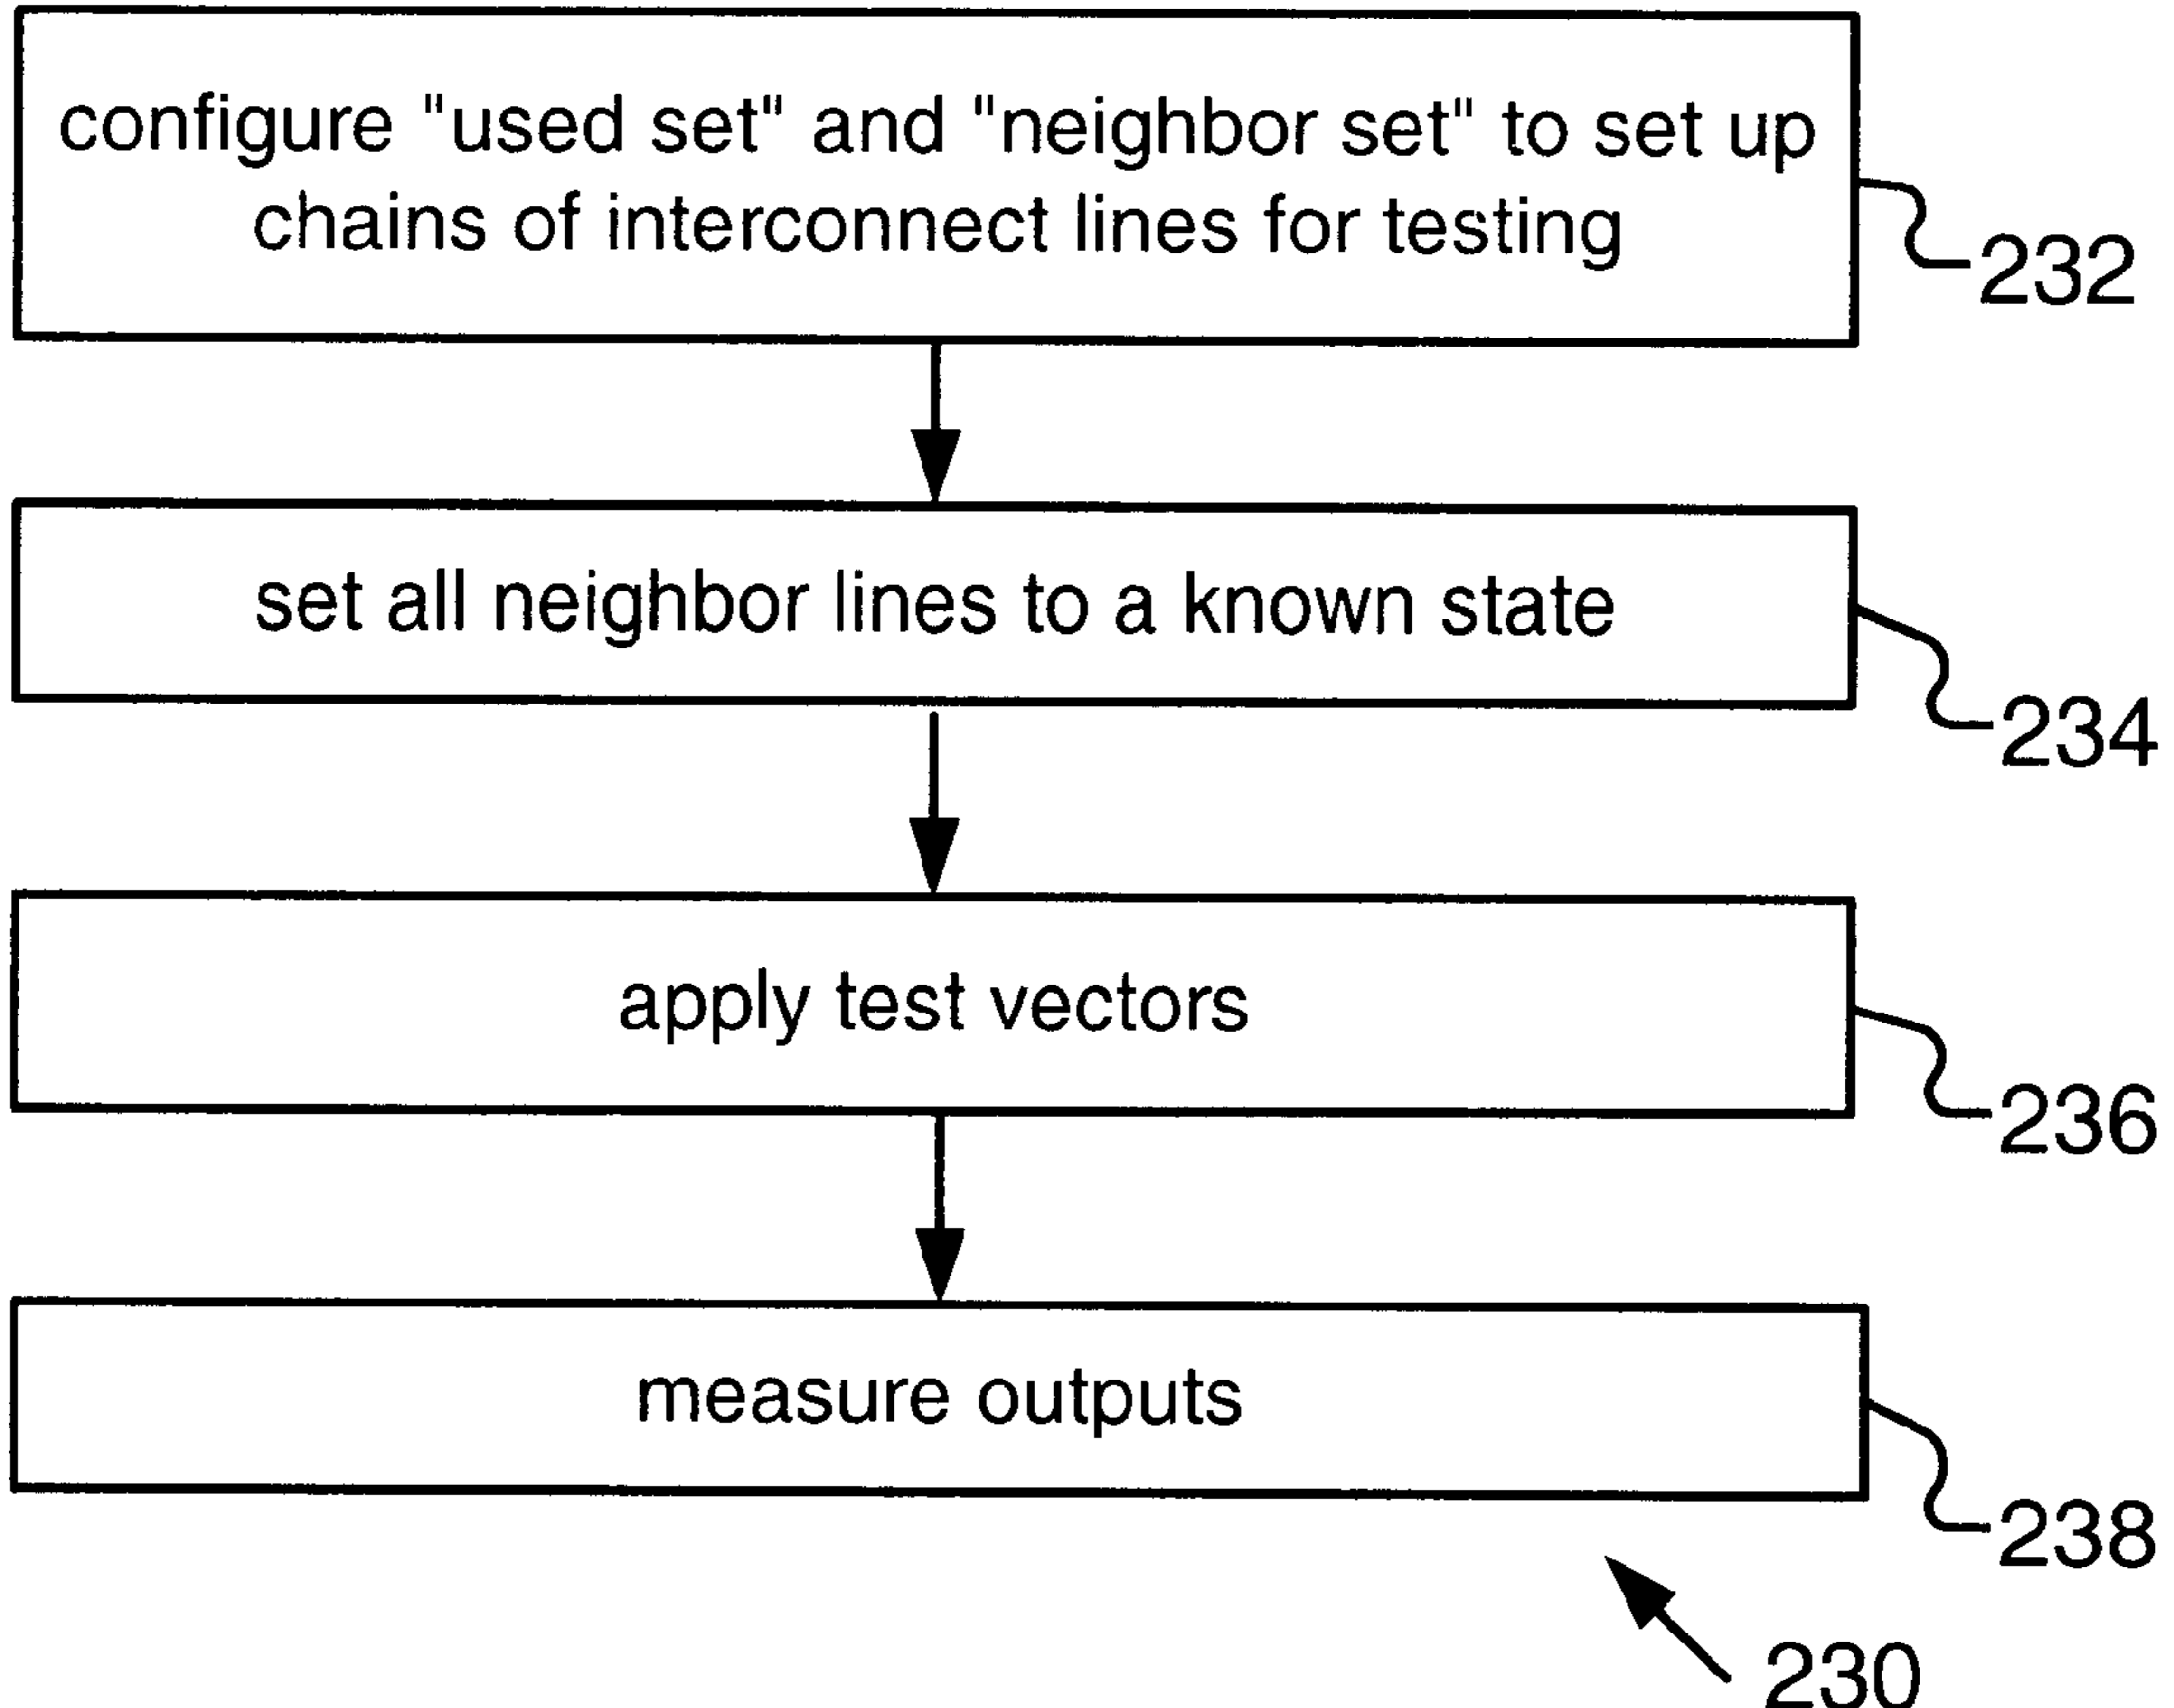 configure "used set" and "neighbor set" to set up
chains of interconnect lines for testing
232
set all neighbor lines to a known state
234
apply test vectors
236
measure outputs
238
230